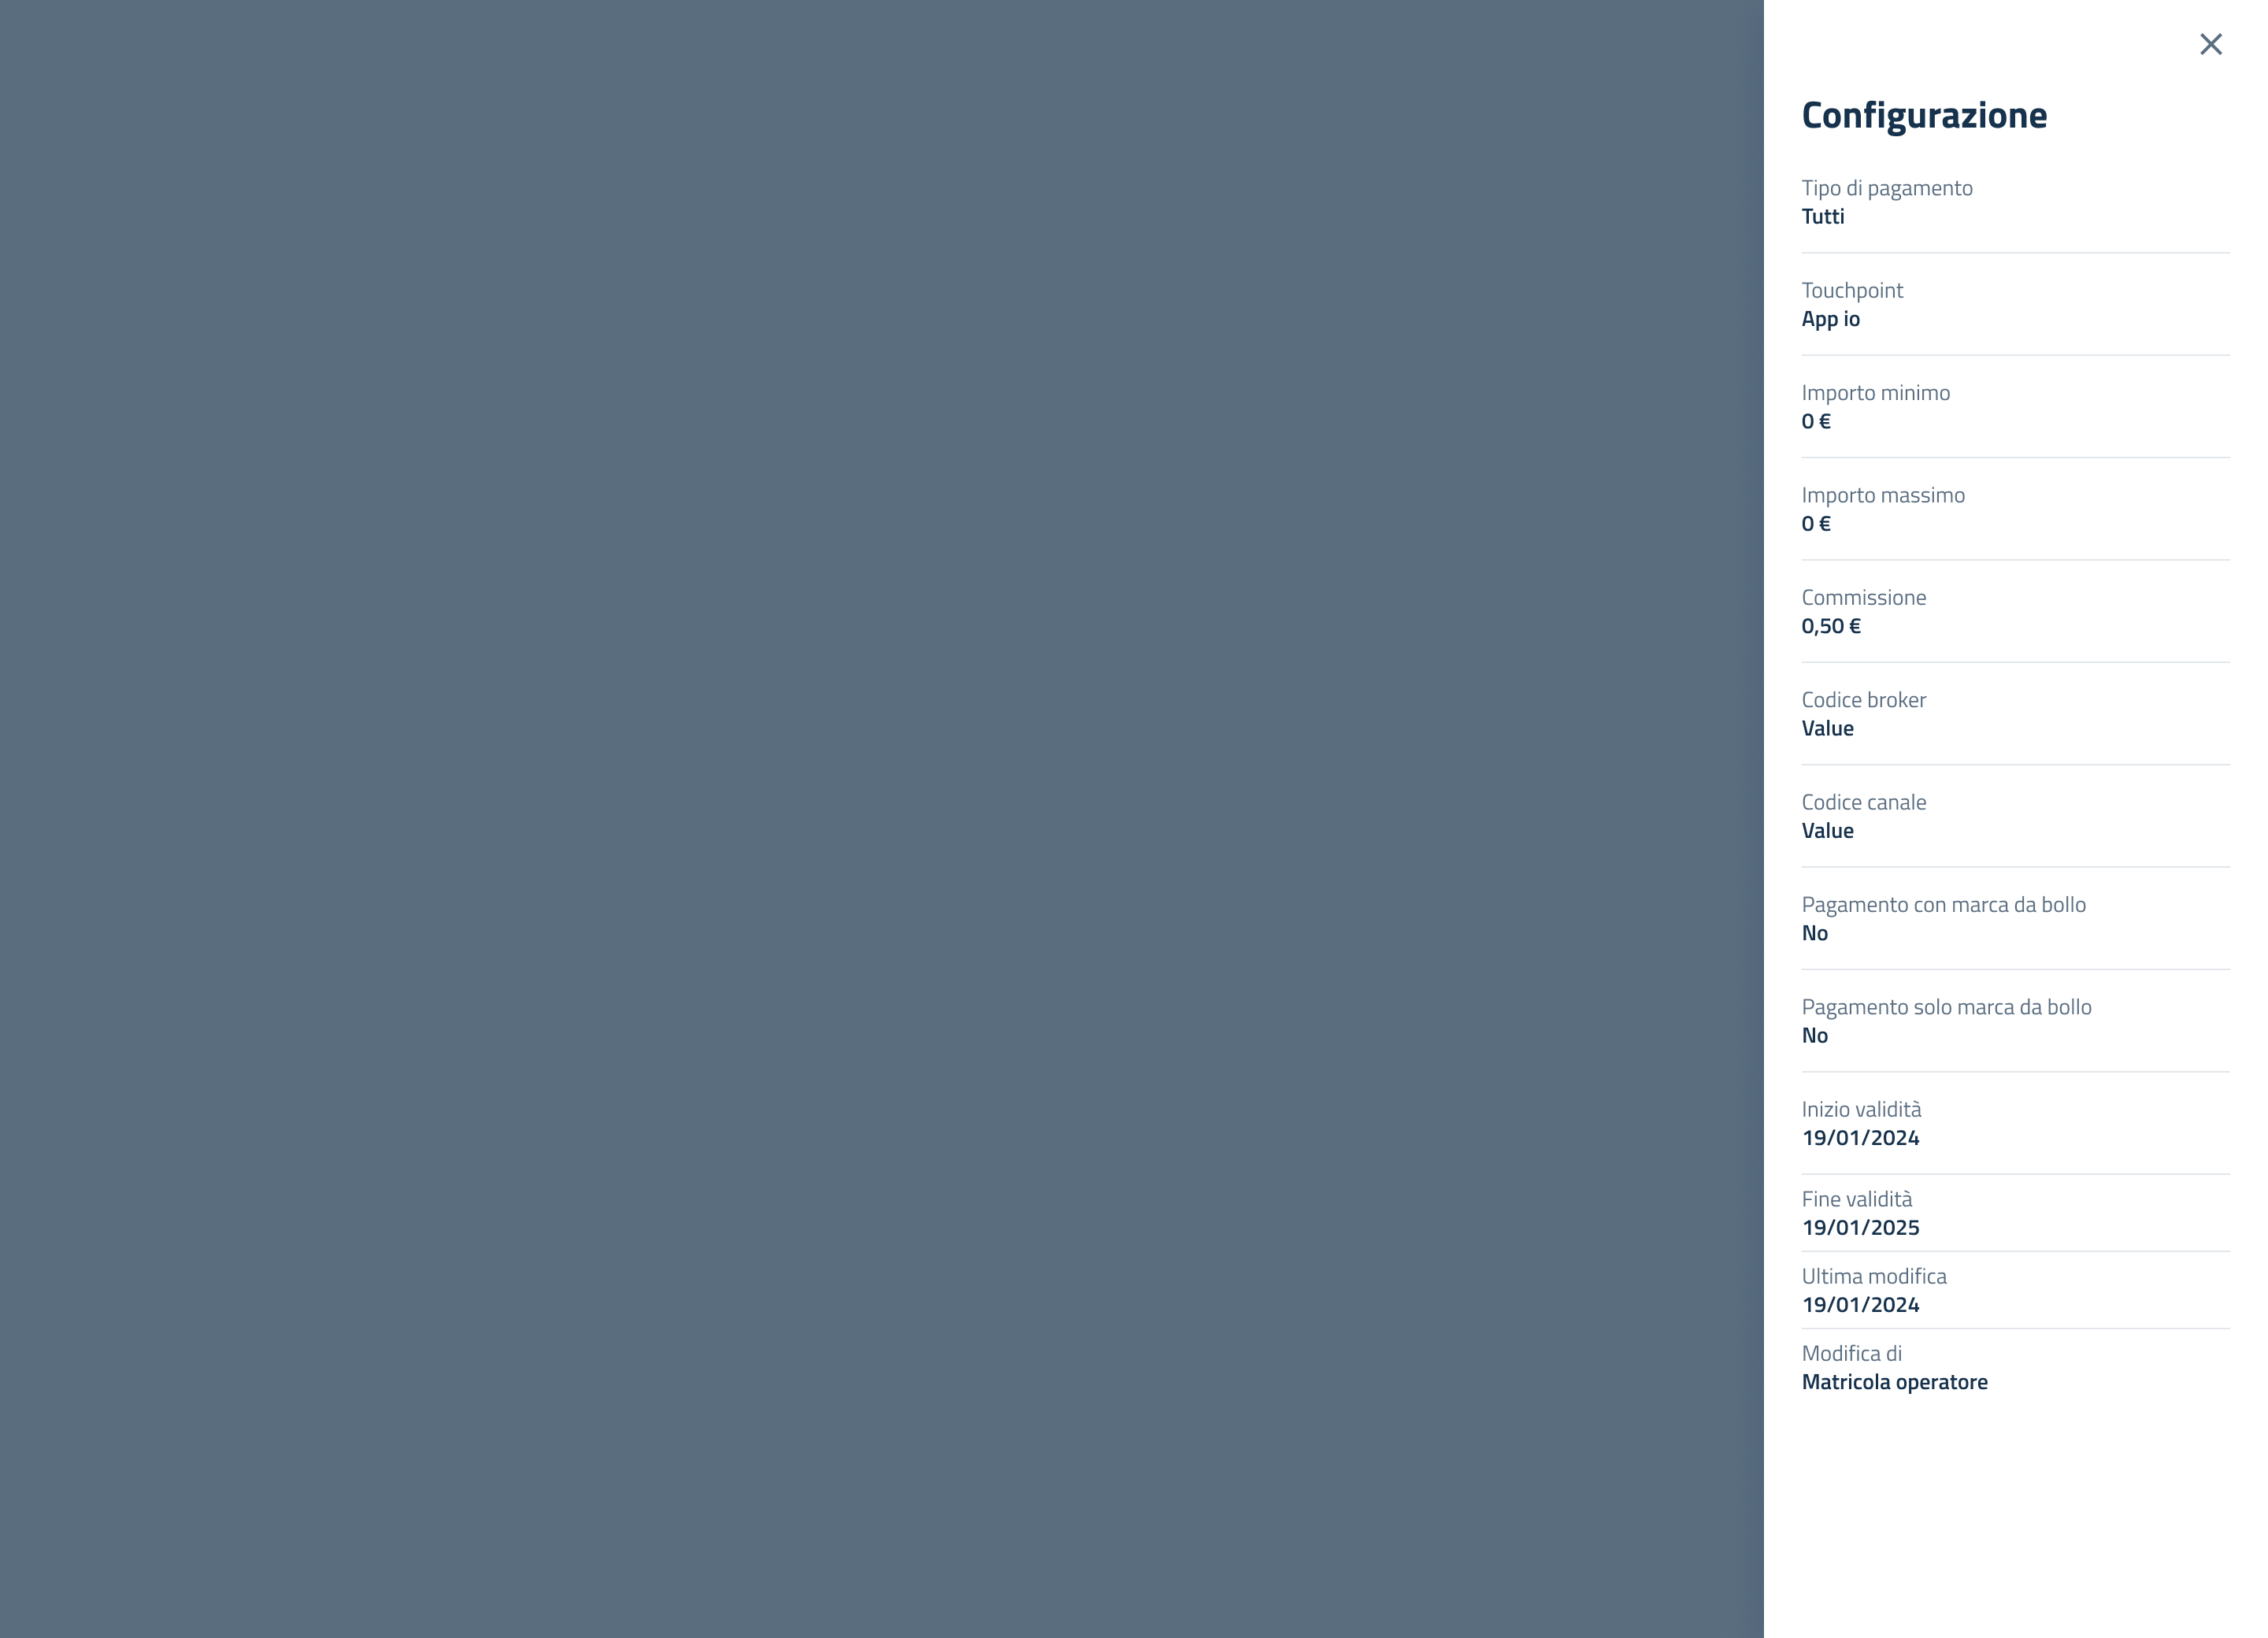 Configurazione
Tipo di pagamento
Tutti
Touchpoint
App io
Importo minimo
0 €
Importo massimo
0 €
Commissione
0,50 €
Codice broker
Value
Codice canale
Value
Pagamento con marca da bollo
No
Pagamento solo marca da bollo
No
Inizio validità
19/01/2024
Fine validità
19/01/2025
Ultima modifica
19/01/2024
Modifica di
Matricola operatore